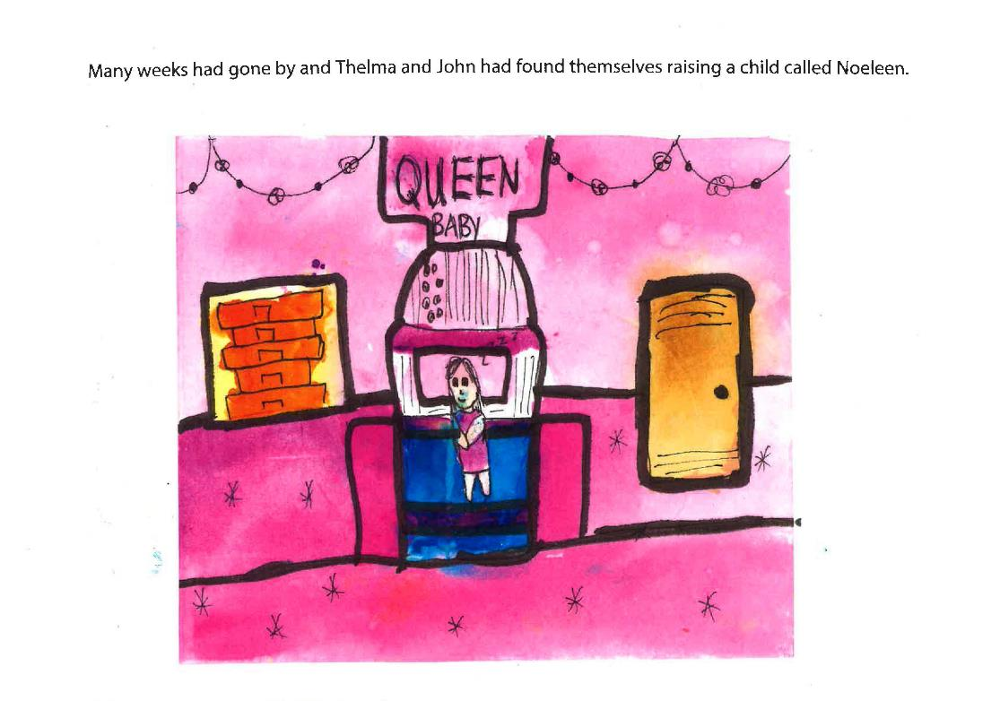 Many weeks had gone by and Thelma and John had found themselves raising a child called Noeleen.
QUEEN
BABY
z z z